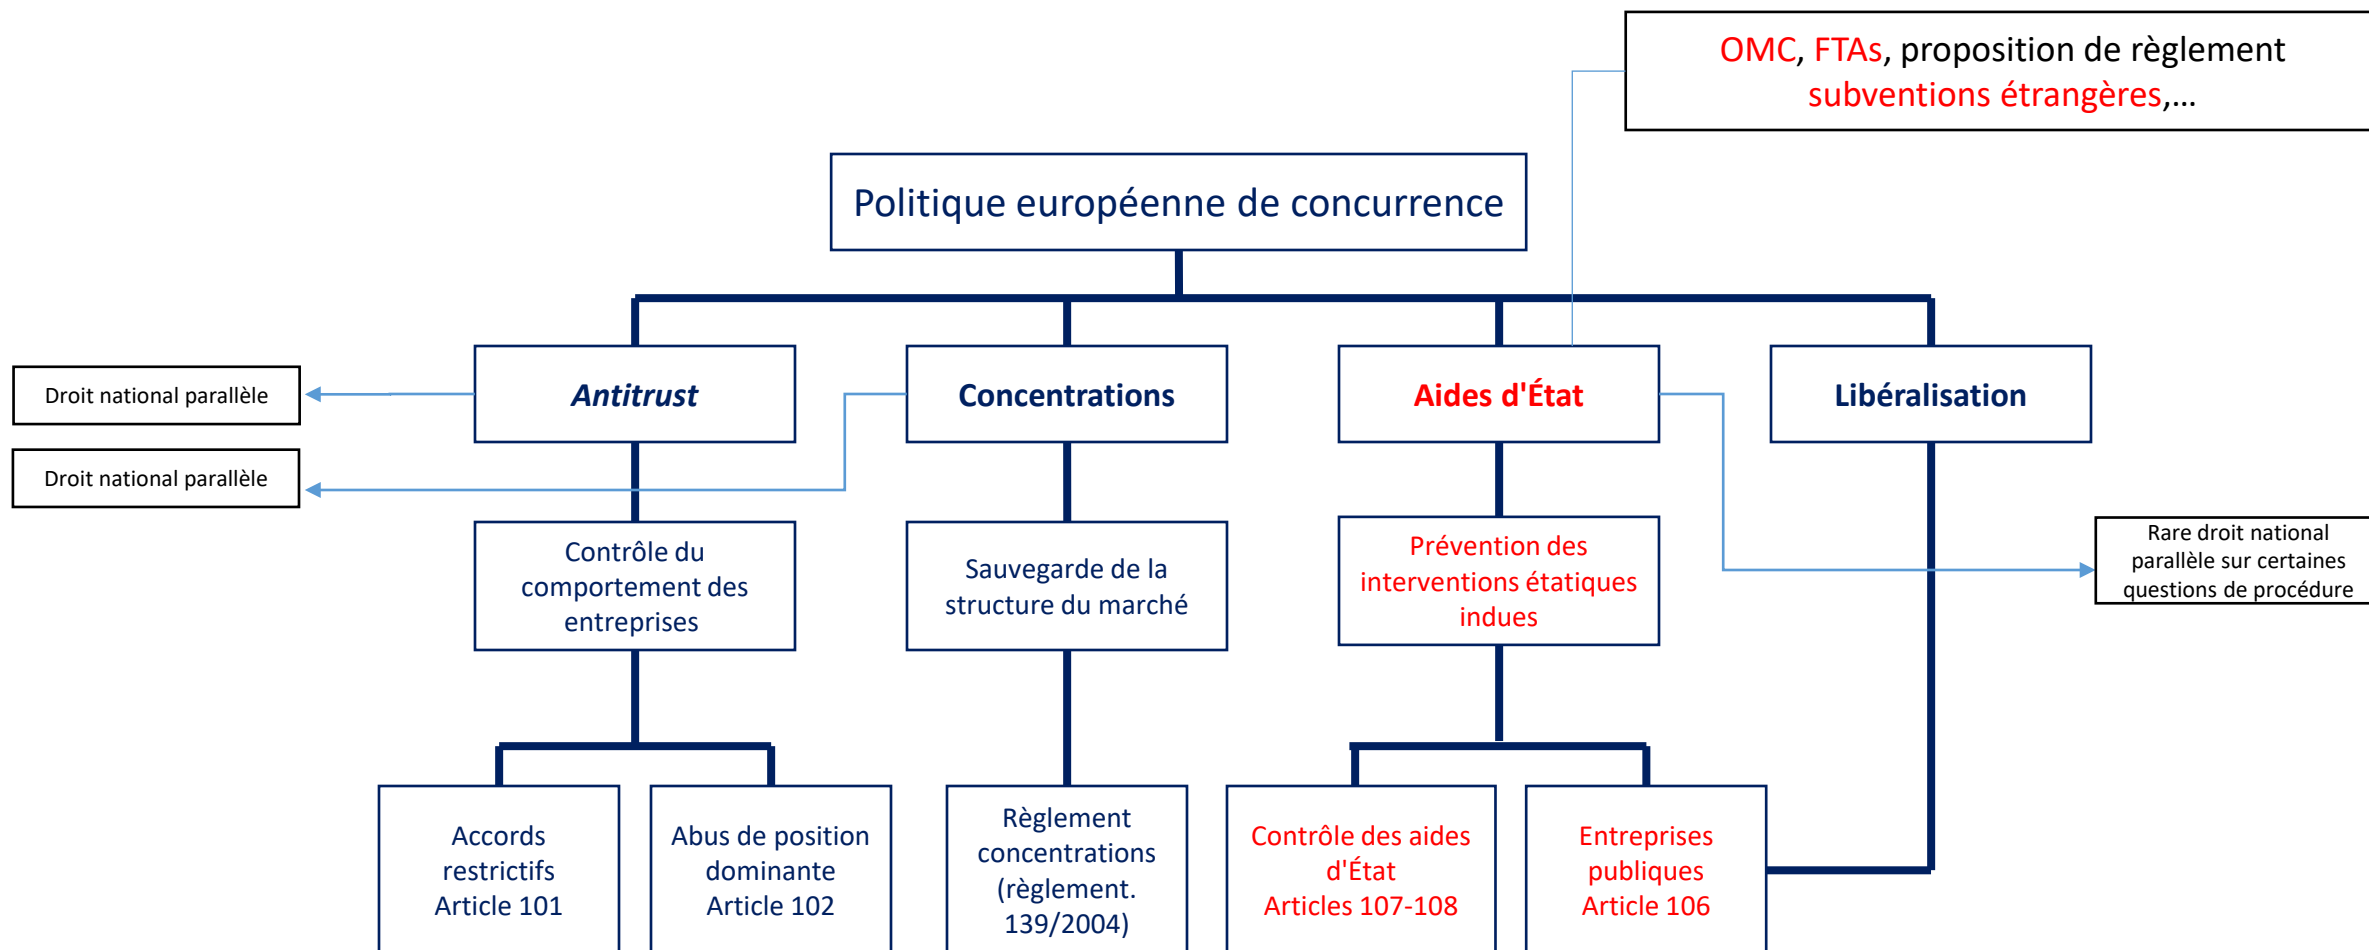 OMC, FTAs, proposition de règlement
subventions étrangères,...
Politique européenne de concurrence
Droit national parallèle
Antitrust
Concentrations
Aides d'État
Libéralisation
Droit national parallèle
Contrôle du
comportement des
entreprises
Sauvegarde de la
structure du marché
Prévention des
interventions étatiques
indues
Rare droit national
parallèle sur certaines
questions de procédure
Accords
restrictifs
Article 101
Abus de position
dominante
Article 102
Règlement
concentrations
(règlement.
139/2004)
Contrôle des aides
d'État
Articles 107-108
Entreprises
publiques
Article 106